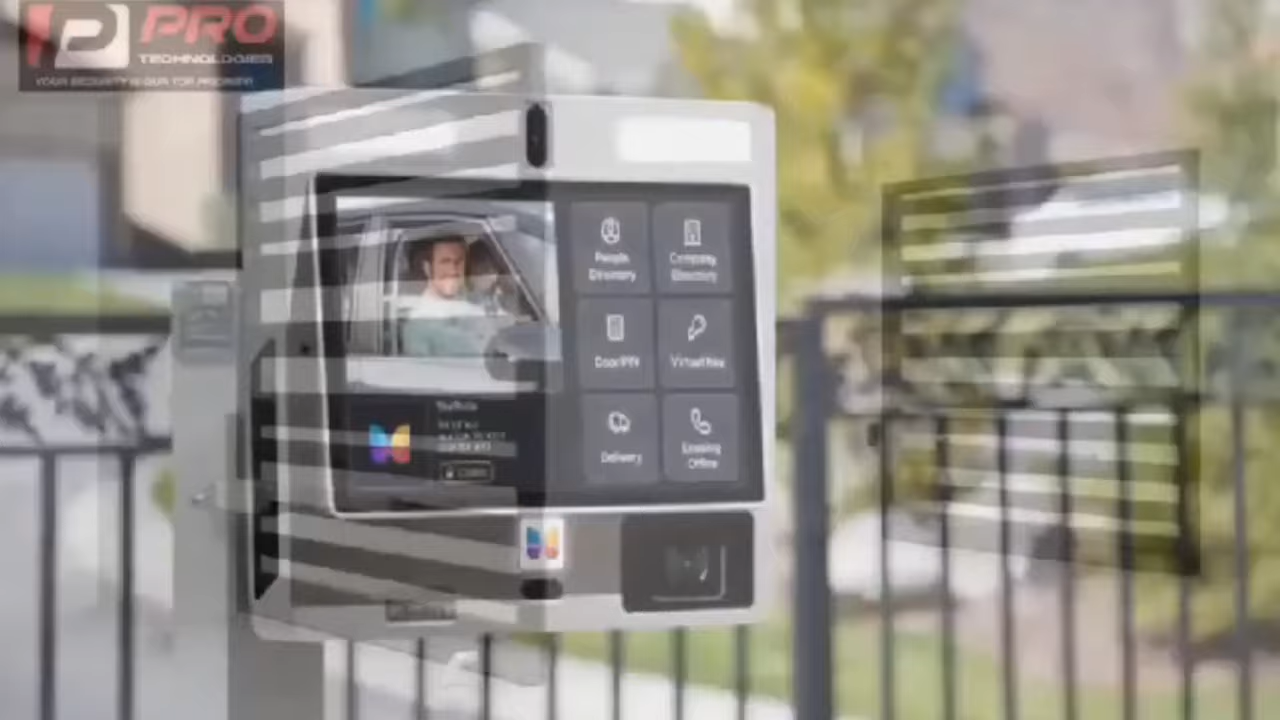 PRO
TECHNOLOGIES
YOUR SECURITY IS OUR TOP PRIORITY!
People
Directory
Company
Directory
Door PIN
Virtual Key
Delivery
Leasing
Office